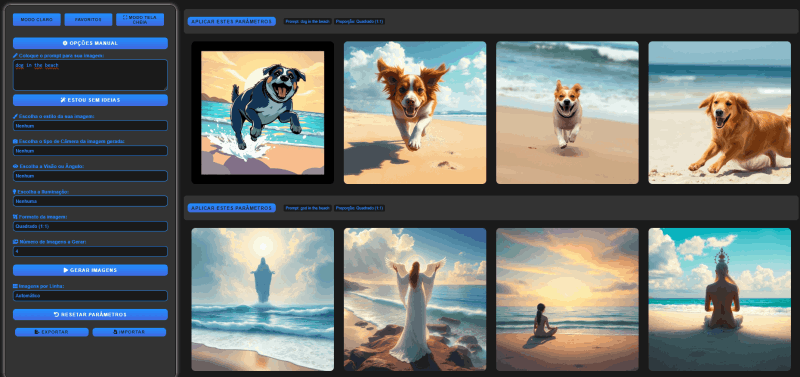 MODO CLARO
FAVORITOS
MODO TELA
CHEIA
OPÇÕES MANUAL
Coloque o prompt para sua imagem:
dog in the beach
ESTOU SEM IDEIAS
Escolha o estilo da sua imagem:
Nenhum
Escolha o tipo de Câmera da imagem gerada:
Nenhum
Escolha a Visão ou Ângulo:
Nenhum
Escolha a Iluminação:
Nenhuma
Formato da Imagem:
Quadrado (1:1)
Número de Imagens a Gerar:
4
GERAR IMAGENS
Imagens por Linha:
Automático
RESETAR PARÂMETROS
EXPORTAR
IMPORTAR
APLICAR ESTES PARÂMETROS
Prompt: dog in the beach
Proporção: Quadrado (1:1)
APLICAR ESTES PARÂMETROS
Prompt: god in the beach
Proporção: Quadrado (1:1)